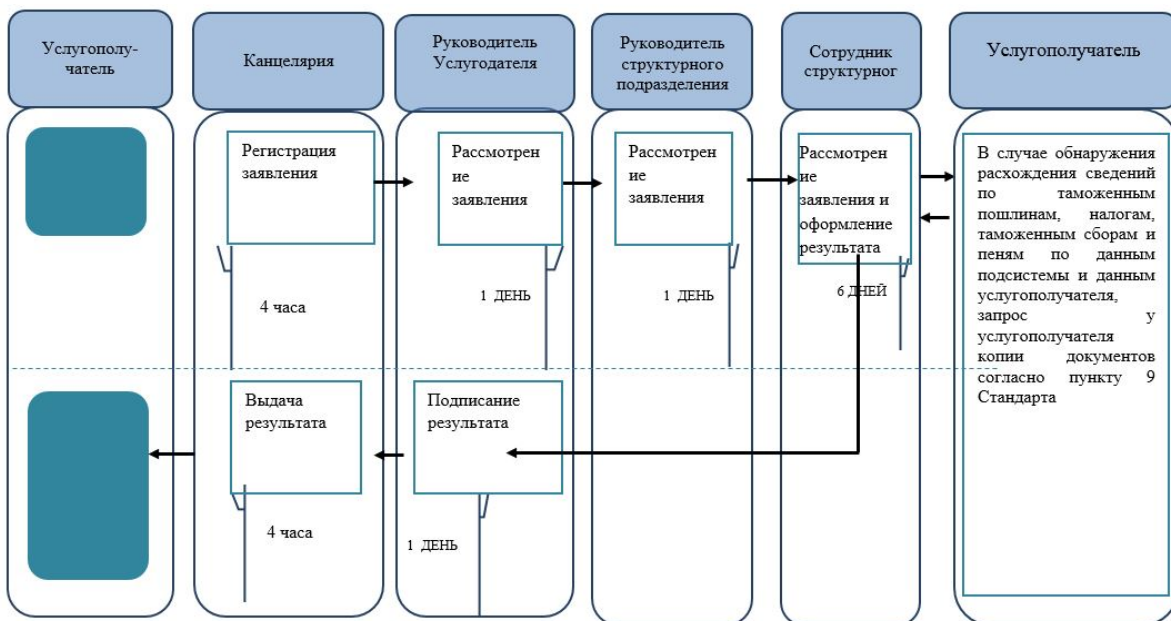 Услугополу-
чатель
Канцелярия
Руководитель
Услугодателя
Руководитель
структурного
подразделения
Сотрудник
структурног
Услугополучатель
Регистрация
заявления
4 часа
Рассмотрен
ие
заявления
1 ДЕНЬ
Рассмотрен
ие
заявления
1 ДЕНЬ
Рассмотрен
ие
заявления и
оформление
результата
6 ДНЕЙ
В случае обнаружения
расхождения сведений
по таможенным
пошлинам, налогам,
таможенным сборам и
пеням по данным
подсистемы и данным
услугополучателя,
запрос у
услугополучателя
копии документов
согласно пункту 9
Стандарта
Выдача
результата
4 часа
Подписание
результата
1 ДЕНЬ